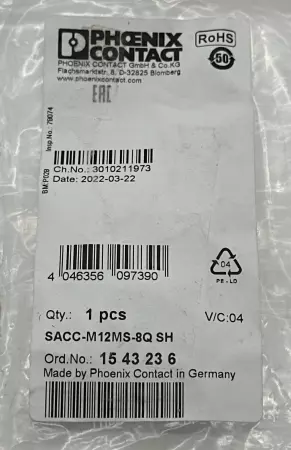 PHOENIX
CONTACT
PHOENIX CONTACT GmbH & Co.KG
Flachsmarktstr. 8, D-32825 Blomberg
www.phoenixcontact.com
RoHS
50
EAC
Insp.No.: 79074
BM:P029
Ch.No.: 3010211973
Date: 2022-03-22
4 046356 097390
04
PE-LD
Qty.: 1 pcs
V/C:04
SACC-M12MS-8Q SH
Ord.No.: 15 43 23 6
Made by Phoenix Contact in Germany